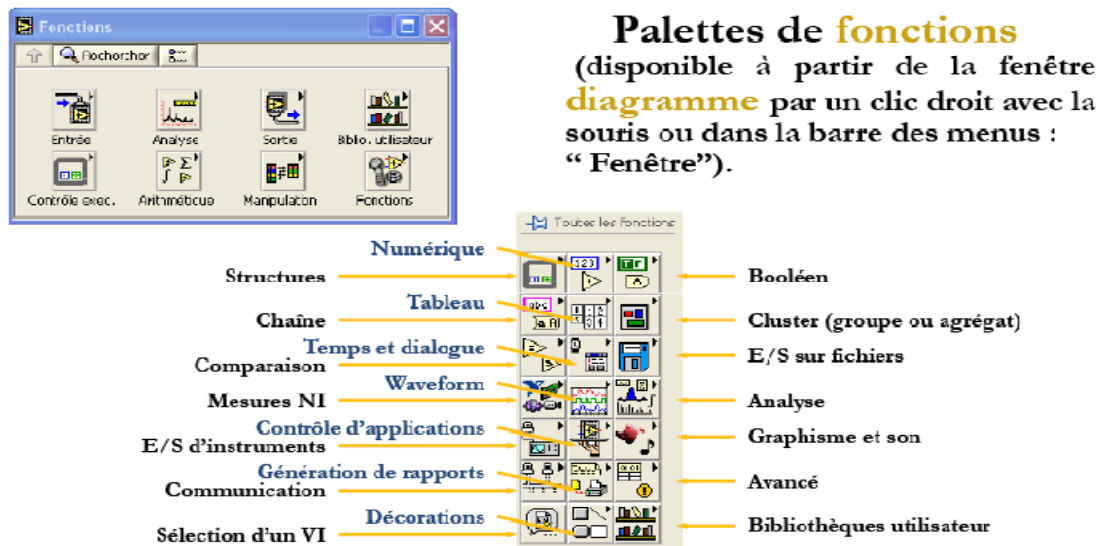 Fonctions
Rechercher
Entrée
Analyse
Sortie
Biblio. utilisateur
Contrôle exec.
Arithmétique
Manipulation
Fonctions
Palettes de fonctions
(disponible à partir de la fenêtre
diagramme par un clic droit avec la
souris ou dans la barre des menus :
“ Fenêtre”).
Toutes les Fonctions
Numérique
Structures
Booléen
Tableau
Chaîne
Cluster (groupe ou agrégat)
Temps et dialogue
Comparaison
E/S sur fichiers
Waveform
Mesures NI
Analyse
Contrôle d’applications
E/S d’instruments
Graphisme et son
Génération de rapports
Communication
Avancé
Décorations
Sélection d’un VI
Bibliothèques utilisateur